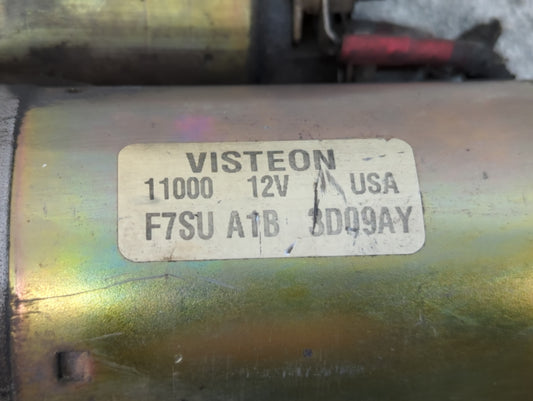 VISTEON
11000 12V USA
F7SU A1B 3D09AY